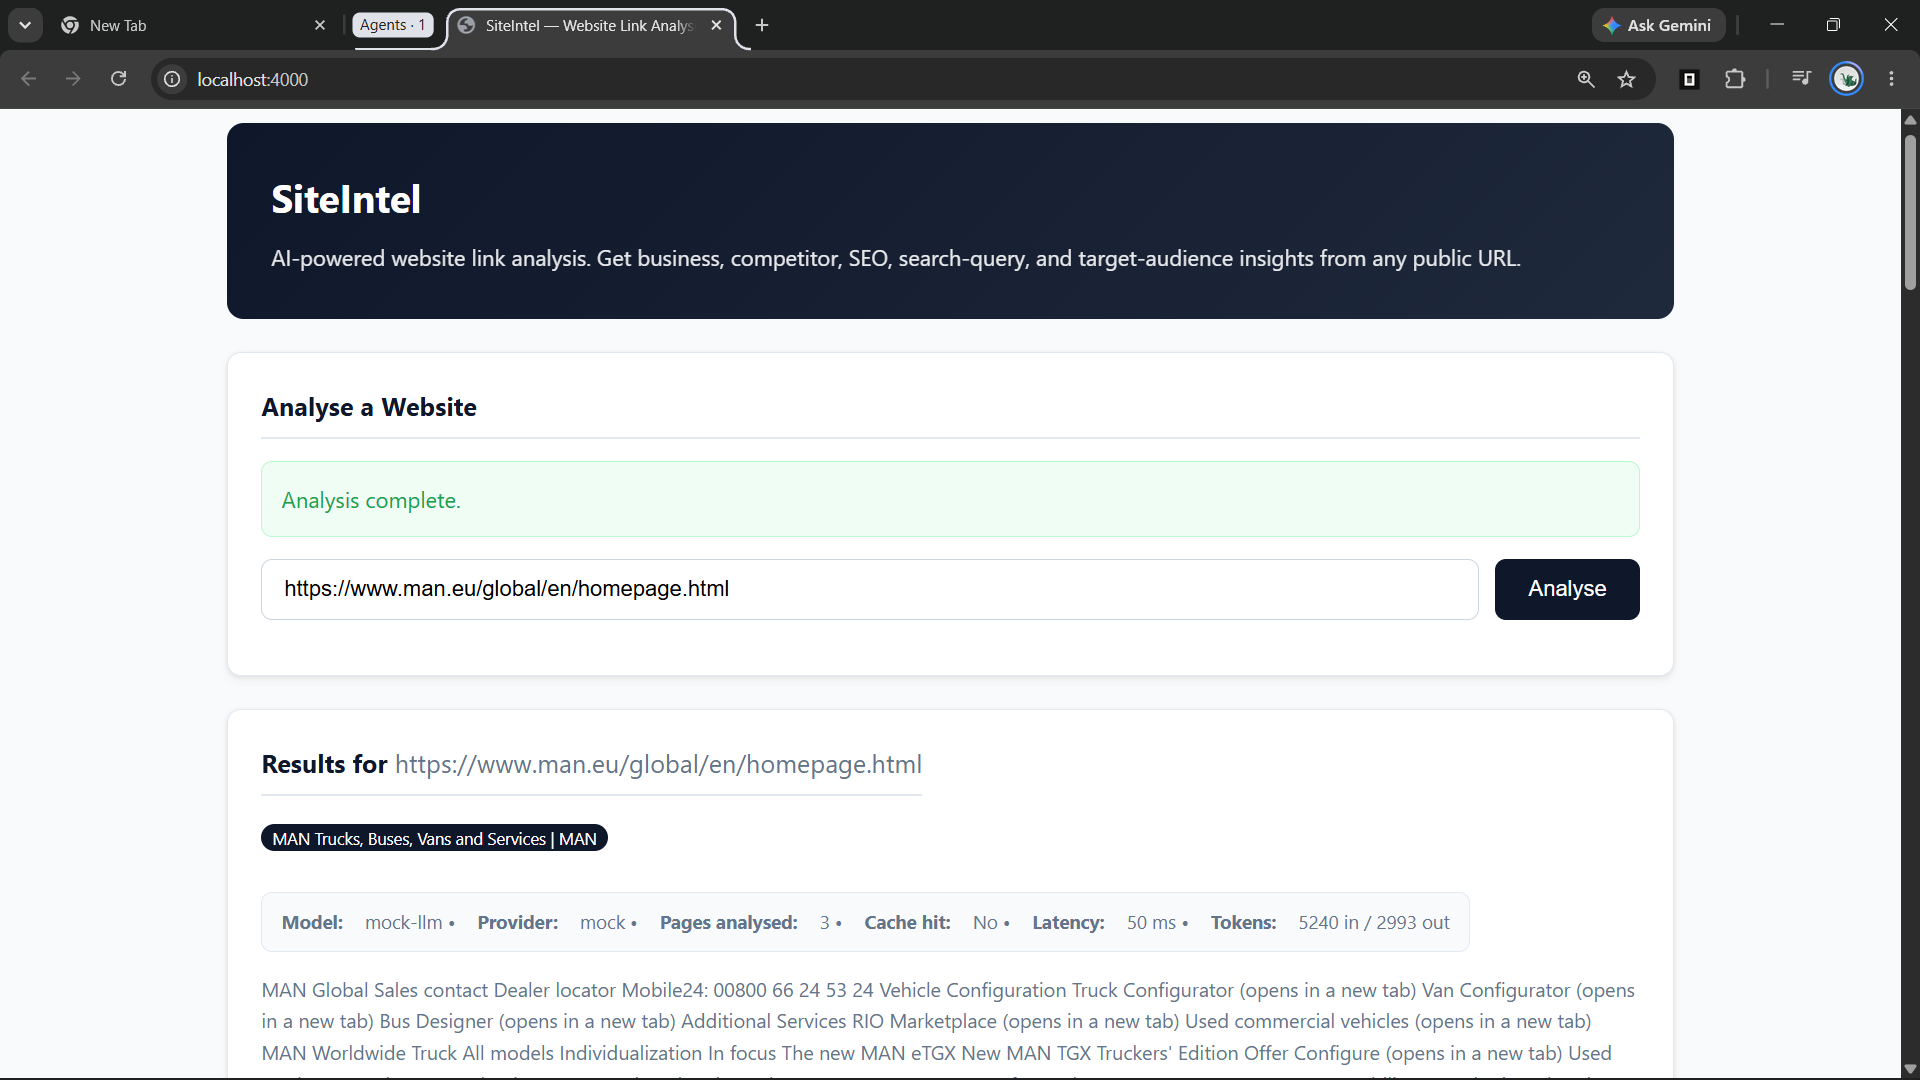 New Tab
Agents · 1
SiteIntel — Website Link Analys
Ask Gemini
localhost:4000
SiteIntel
AI-powered website link analysis. Get business, competitor, SEO, search-query, and target-audience insights from any public URL.
Analyse a Website
Analysis complete.
https://www.man.eu/global/en/homepage.html
Analyse
Results for https://www.man.eu/global/en/homepage.html
MAN Trucks, Buses, Vans and Services | MAN
Model: mock-llm • Provider: mock • Pages analysed: 3 • Cache hit: No • Latency: 50 ms • Tokens: 5240 in / 2993 out
MAN Global Sales contact Dealer locator Mobile24: 00800 66 24 53 24 Vehicle Configuration Truck Configurator (opens in a new tab) Van Configurator (opens
in a new tab) Bus Designer (opens in a new tab) Additional Services RIO Marketplace (opens in a new tab) Used commercial vehicles (opens in a new tab)
MAN Worldwide Truck All models Individualization In focus The new MAN eTGX New MAN TGX Truckers' Edition Offer Configure (opens in a new tab) Used